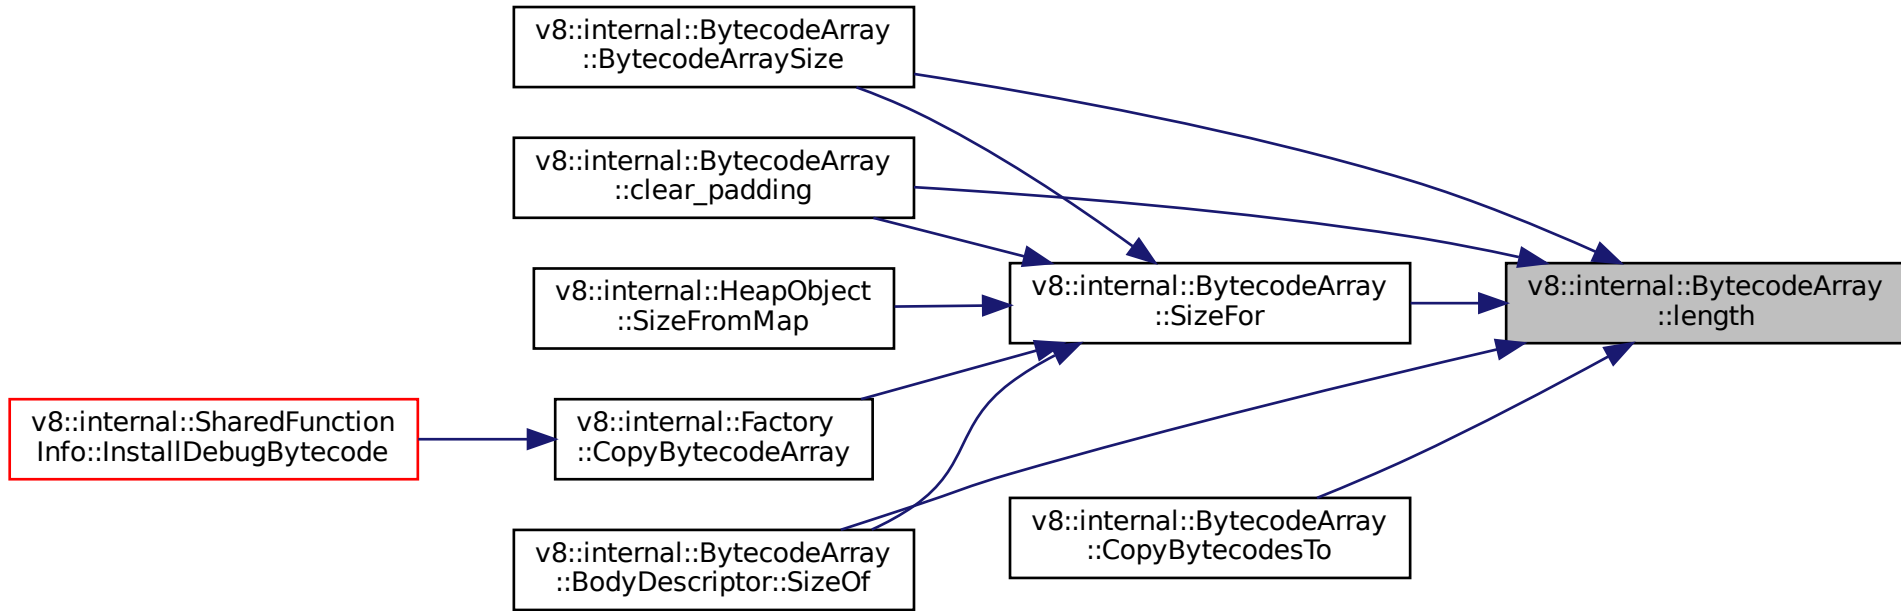 v8::internal::BytecodeArray
::BytecodeArraySize
v8::internal::BytecodeArray
::clear_padding
v8::internal::HeapObject
::SizeFromMap
v8::internal::BytecodeArray
::SizeFor
v8::internal::BytecodeArray
::length
v8::internal::SharedFunction
Info::InstallDebugBytecode
v8::internal::Factory
::CopyBytecodeArray
v8::internal::BytecodeArray
::BodyDescriptor::SizeOf
v8::internal::BytecodeArray
::CopyBytecodesTo